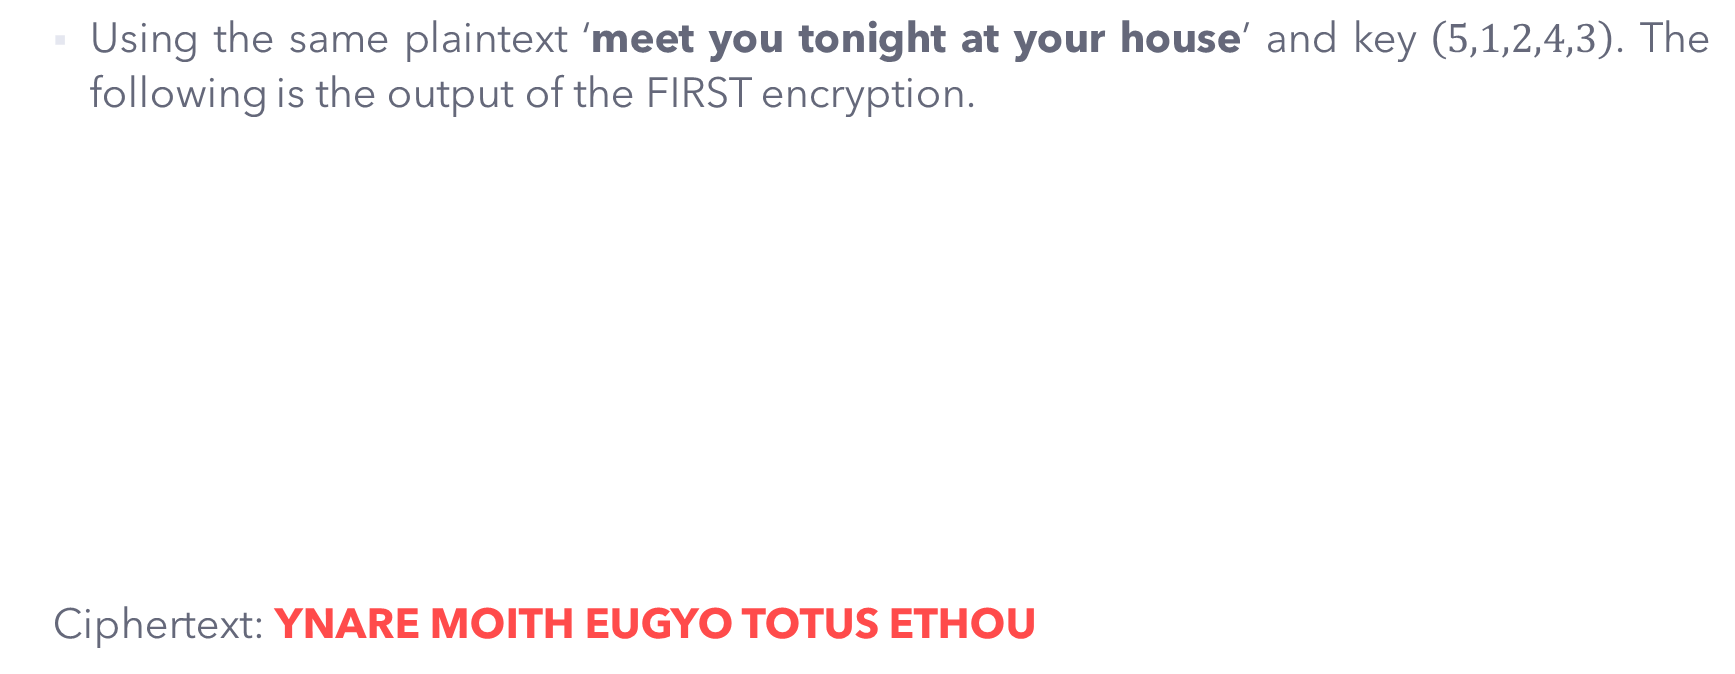 ▪ Using the same plaintext ‘meet you tonight at your house’ and key (5,1,2,4,3). The
following is the output of the FIRST encryption.
Ciphertext: YNARE MOITH EUGYO TOTUS ETHOU